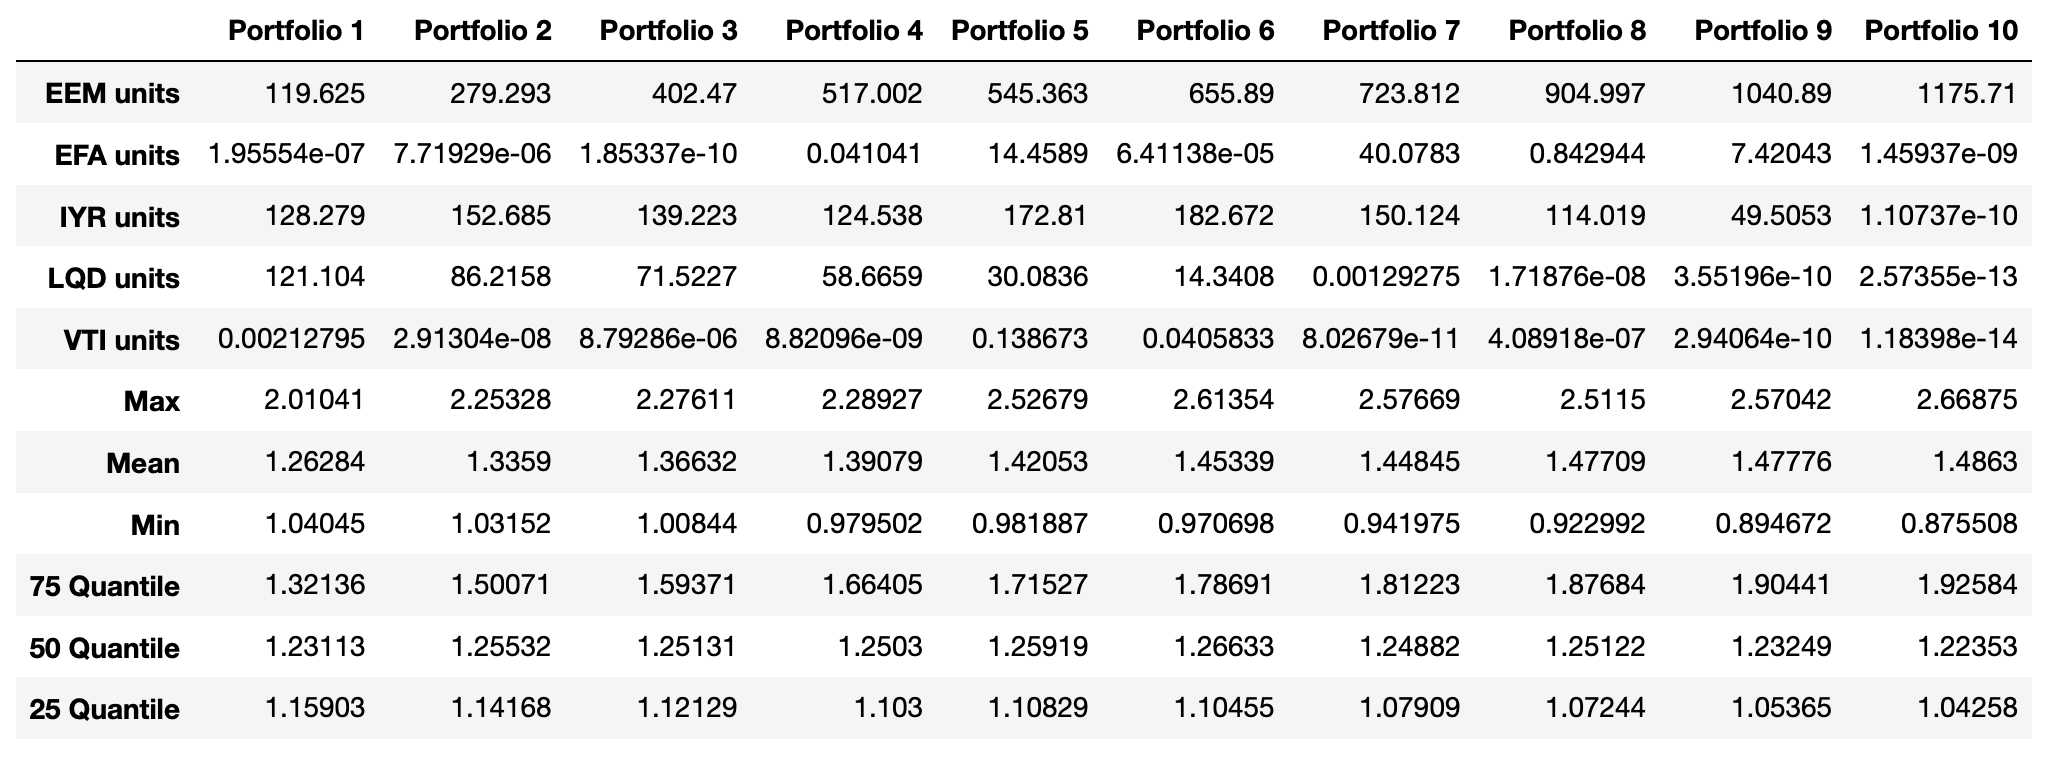 Portfolio 1 Portfolio 2 Portfolio 3 Portfolio 4 Portfolio 5 Portfolio 6 Portfolio 7 Portfolio 8 Portfolio 9 Portfolio 10
EEM units 119.625 279.293 402.47 517.002 545.363 655.89 723.812 904.997 1040.89 1175.71
EFA units 1.95554e-07 7.71929e-06 1.85337e-10 0.041041 14.4589 6.41138e-05 40.0783 0.842944 7.42043 1.45937e-09
IYR units 128.279 152.685 139.223 124.538 172.81 182.672 150.124 114.019 49.5053 1.10737e-10
LQD units 121.104 86.2158 71.5227 58.6659 30.0836 14.3408 0.00129275 1.71876e-08 3.55196e-10 2.57355e-13
VTI units 0.00212795 2.91304e-08 8.79286e-06 8.82096e-09 0.138673 0.0405833 8.02679e-11 4.08918e-07 2.94064e-10 1.18398e-14
Max 2.01041 2.25328 2.27611 2.28927 2.52679 2.61354 2.57669 2.5115 2.57042 2.66875
Mean 1.26284 1.3359 1.36632 1.39079 1.42053 1.45339 1.44845 1.47709 1.47776 1.4863
Min 1.04045 1.03152 1.00844 0.979502 0.981887 0.970698 0.941975 0.922992 0.894672 0.875508
75 Quantile 1.32136 1.50071 1.59371 1.66405 1.71527 1.78691 1.81223 1.87684 1.90441 1.92584
50 Quantile 1.23113 1.25532 1.25131 1.2503 1.25919 1.26633 1.24882 1.25122 1.23249 1.22353
25 Quantile 1.15903 1.14168 1.12129 1.103 1.10829 1.10455 1.07909 1.07244 1.05365 1.04258